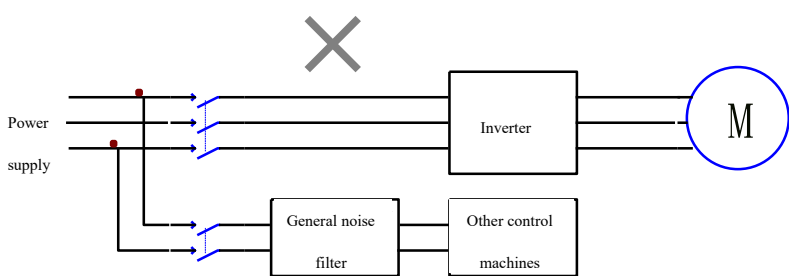 Power
supply
Inverter
M
General noise
filter
Other control
machines